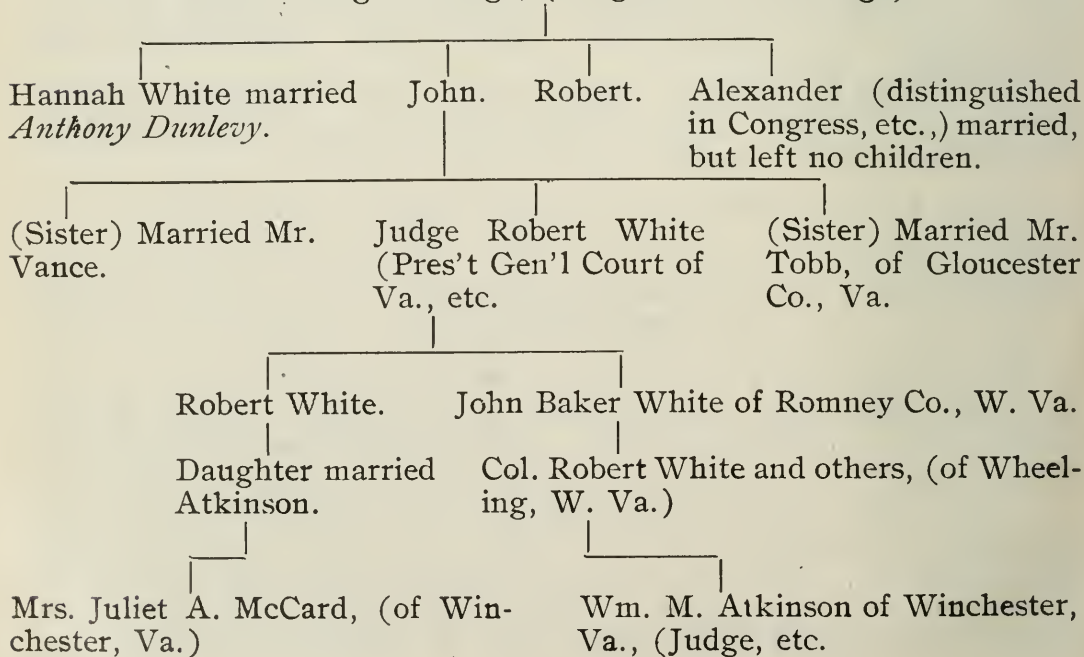 Hannah White married
Anthony Dunlevy.
John.
Robert.
Alexander (distinguished
in Congress, etc.,) married,
but left no children.
(Sister) Married Mr.
Vance.
Judge Robert White
(Pres't Gen'l Court of
Va., etc.
(Sister) Married Mr.
Tobb, of Gloucester
Co., Va.
Robert White.
John Baker White of Romney Co., W. Va.
Daughter married
Atkinson.
Col. Robert White and others, (of Wheel-
ing, W. Va.)
Mrs. Juliet A. McCard, (of Win-
chester, Va.)
Wm. M. Atkinson of Winchester,
Va., (Judge, etc.